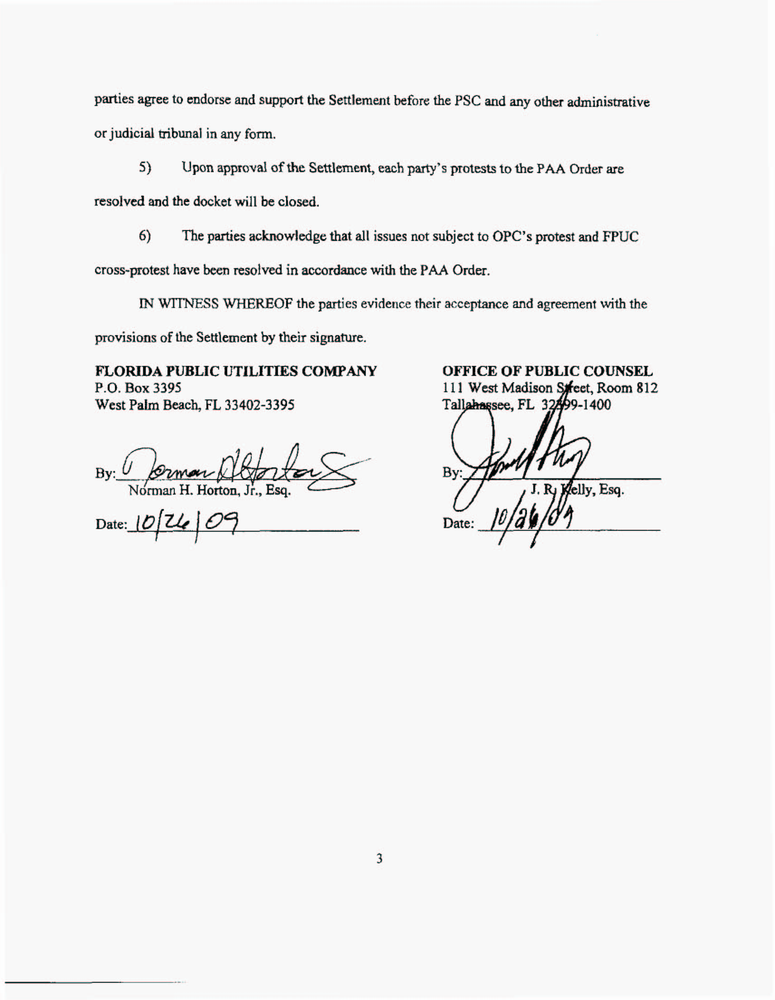 parties agree to endorse and support the Settlement before the PSC and any other administrative
or judicial tribunal in any form.
5) Upon approval of the Settlement, each party's protests to the PAA Order are
resolved and the docket will be closed.
6) The parties acknowledge that all issues not subject to OPC's protest and FPUC
cross-protest have been resolved in accordance with the PAA Order.
IN WITNESS WHEREOF the parties evidence their acceptance and agreement with the
provisions of the Settlement by their signature.
FLORIDA PUBLIC UTILITIES COMPANY
P.O. Box 3395
West Palm Beach, FL 33402-3395
By: Norman H Horton Jr
Norman H. Horton, Jr., Esq.
Date: 10/26/09
OFFICE OF PUBLIC COUNSEL
111 West Madison Street, Room 812
Tallahassee, FL 32399-1400
By:
J. R. Kelly, Esq.
Date: 10/26/09
3